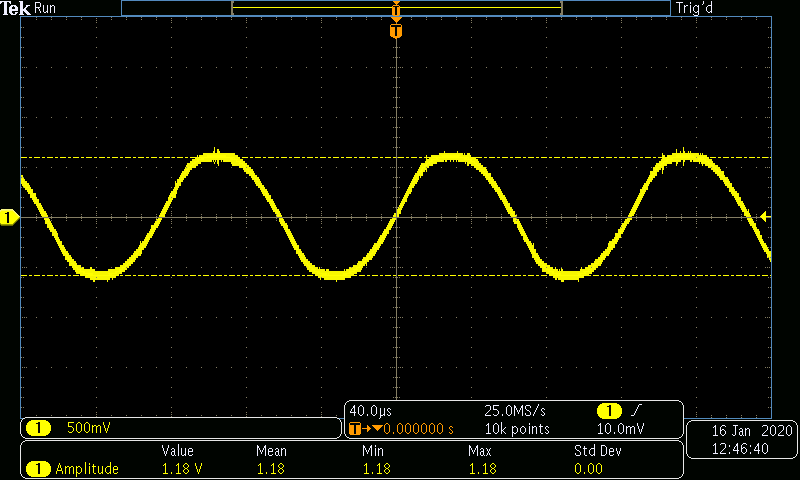 Tek Run Trig'd
T
T
1
1 500mV
40.0µs 25.0MS/s 1
T→▼0.000000 s 10k points 10.0mV
16 Jan 2020
12:46:40
Value Mean Min Max Std Dev
1 Amplitude 1.18 V 1.18 1.18 1.18 0.00